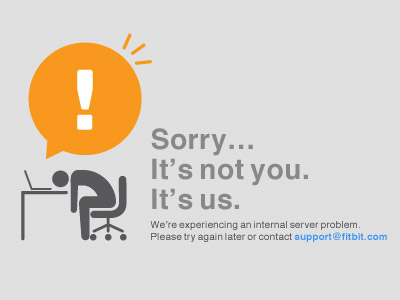 !
Sorry…
It's not you.
It's us.
We're experiencing an internal server problem.
Please try again later or contact support@fitbit.com